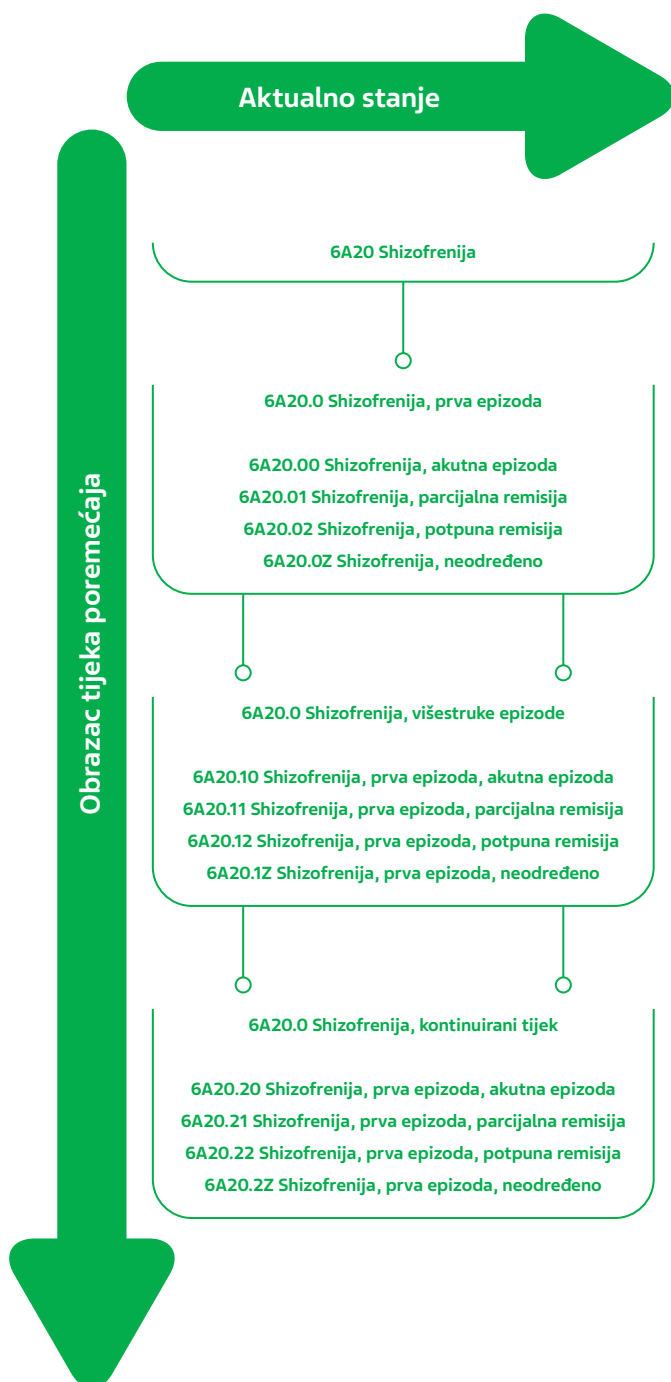 Aktualno stanje
Obrazac tijeka poremećaja
6A20 Shizofrenija
6A20.0 Shizofrenija, prva epizoda
6A20.00 Shizofrenija, akutna epizoda
6A20.01 Shizofrenija, parcijalna remisija
6A20.02 Shizofrenija, potpuna remisija
6A20.0Z Shizofrenija, neodređeno
6A20.0 Shizofrenija, višestruke epizode
6A20.10 Shizofrenija, prva epizoda, akutna epizoda
6A20.11 Shizofrenija, prva epizoda, parcijalna remisija
6A20.12 Shizofrenija, prva epizoda, potpuna remisija
6A20.1Z Shizofrenija, prva epizoda, neodređeno
6A20.0 Shizofrenija, kontinuirani tijek
6A20.20 Shizofrenija, prva epizoda, akutna epizoda
6A20.21 Shizofrenija, prva epizoda, parcijalna remisija
6A20.22 Shizofrenija, prva epizoda, potpuna remisija
6A20.2Z Shizofrenija, prva epizoda, neodređeno